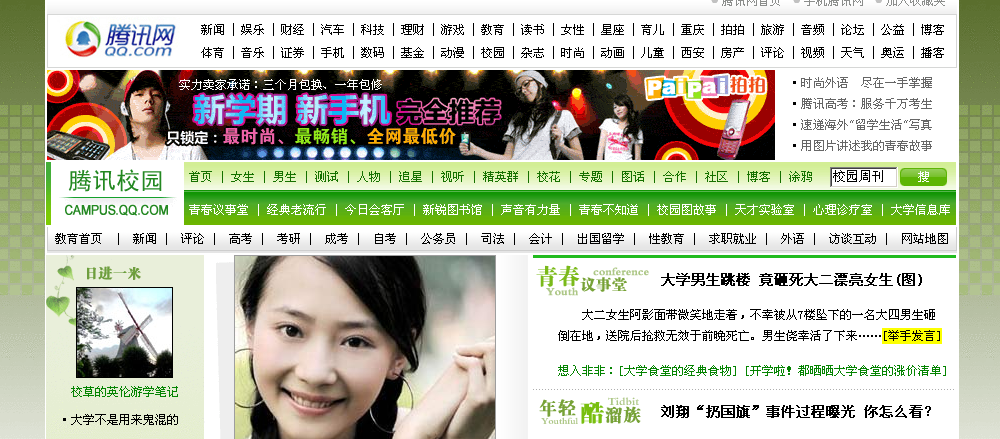 腾讯网首页 手机腾讯网 加入收藏夹
腾讯网 QQ.com
新闻 | 娱乐 | 财经 | 汽车 | 科技 | 理财 | 游戏 | 教育 | 读书 | 女性 | 星座 | 育儿 | 重庆 | 拍拍 | 旅游 | 音频 | 论坛 | 公益 | 博客
体育 | 音乐 | 证券 | 手机 | 数码 | 基金 | 动漫 | 校园 | 杂志 | 时尚 | 动画 | 儿童 | 西安 | 房产 | 评论 | 视频 | 天气 | 奥运 | 播客
实力卖家承诺：三个月包换、一年包修
新学期 新手机 完全推荐
只锁定：最时尚、最畅销、全网最低价
PaiPai拍拍
• 时尚外语 尽在一手掌握
• 腾讯高考：服务千万考生
• 速递海外“留学生活”写真
• 用图片讲述我的青春故事
腾讯校园
CAMPUS.QQ.COM
首页 | 女生 | 男生 | 测试 | 人物 | 追星 | 视听 | 精英群 | 校花 | 专题 | 图话 | 合作 | 社区 | 博客 | 涂鸦
校园周刊 搜
青春议事堂 | 经典老流行 | 今日会客厅 | 新锐图书馆 | 声音有力量 | 青春不知道 | 校园图故事 | 天才实验室 | 心理诊疗室 | 大学信息库
教育首页 | 新闻 | 评论 | 高考 | 考研 | 成考 | 自考 | 公务员 | 司法 | 会计 | 出国留学 | 性教育 | 求职就业 | 外语 | 访谈互动 | 网站地图
日进一米
校草的英伦游学笔记
• 大学不是用来鬼混的
青春议事堂 conference Youth
大学男生跳楼 竟砸死大二漂亮女生(图)
大二女生阿影面带微笑地走着，不幸被从7楼坠下的一名大四男生砸
倒在地，送院后抢救无效于前晚死亡。男生侥幸活了下来……[举手发言]
想入非非：[大学食堂的经典食物] [开学啦！都晒晒大学食堂的涨价清单]
年轻酷溜族 Tidbit Youthful
刘翔“扔国旗”事件过程曝光 你怎么看？